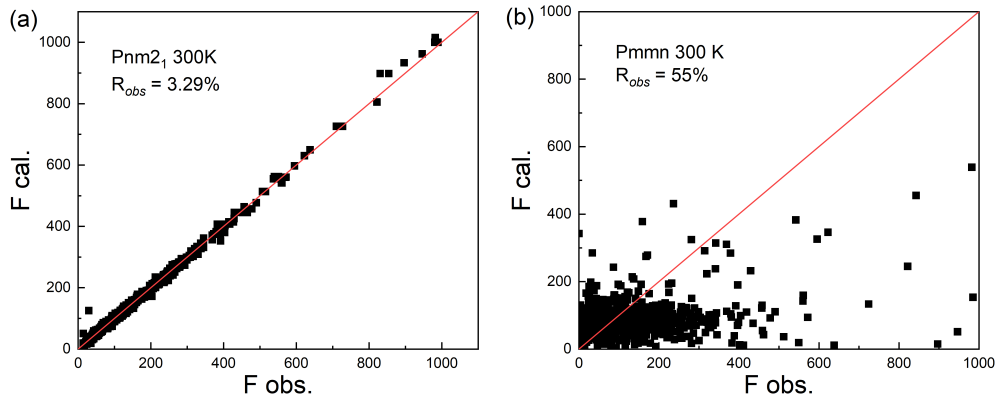 (a)
Pnm2₁ 300K
R_obs = 3.29%
F cal.
1000
800
600
400
200
0
0 200 400 600 800 1000
F obs.
(b)
Pmmn 300 K
R_obs = 55%
F cal.
1000
800
600
400
200
0
0 200 400 600 800 1000
F obs.